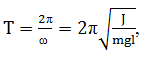 T = 2π/ω = 2π√(J/mgl),